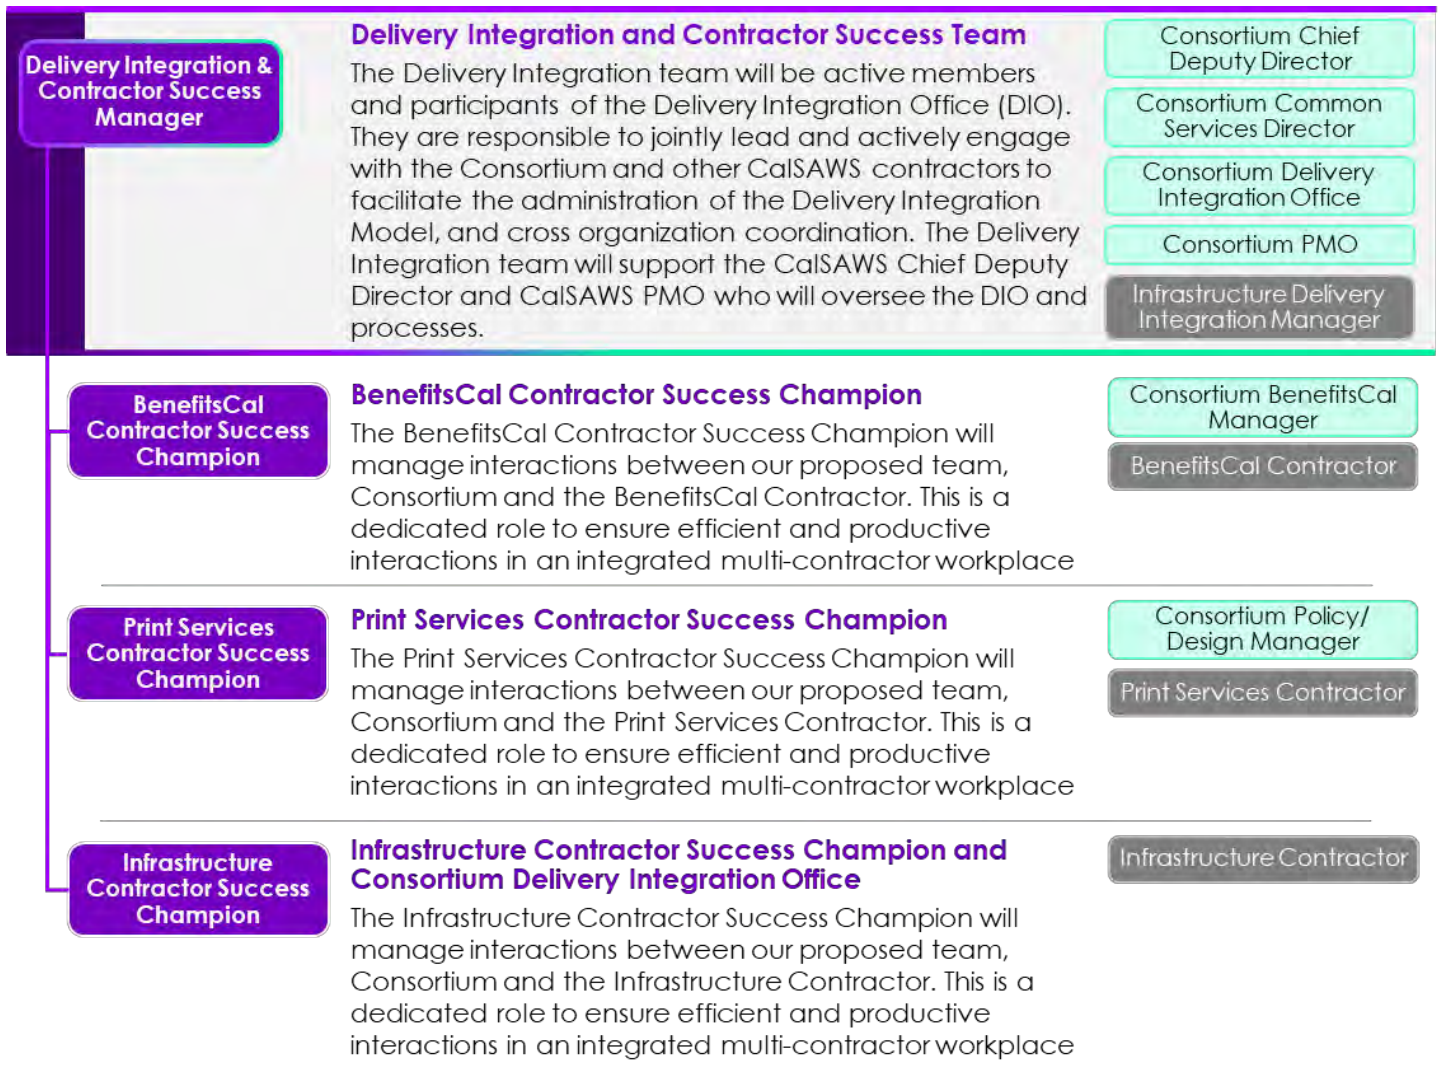 Delivery Integration &
Contractor Success
Manager
Delivery Integration and Contractor Success Team
The Delivery Integration team will be active members
and participants of the Delivery Integration Office (DIO).
They are responsible to jointly lead and actively engage
with the Consortium and other CalSAWS contractors to
facilitate the administration of the Delivery Integration
Model, and cross organization coordination. The Delivery
Integration team will support the CalSAWS Chief Deputy
Director and CalSAWS PMO who will oversee the DIO and
processes.
Consortium Chief
Deputy Director
Consortium Common
Services Director
Consortium Delivery
Integration Office
Consortium PMO
Infrastructure Delivery
Integration Manager
BenefitsCal
Contractor Success
Champion
BenefitsCal Contractor Success Champion
The BenefitsCal Contractor Success Champion will
manage interactions between our proposed team,
Consortium and the BenefitsCal Contractor. This is a
dedicated role to ensure efficient and productive
interactions in an integrated multi-contractor workplace
Consortium BenefitsCal
Manager
BenefitsCal Contractor
Print Services
Contractor Success
Champion
Print Services Contractor Success Champion
The Print Services Contractor Success Champion will
manage interactions between our proposed team,
Consortium and the Print Services Contractor. This is a
dedicated role to ensure efficient and productive
interactions in an integrated multi-contractor workplace
Consortium Policy/
Design Manager
Print Services Contractor
Infrastructure
Contractor Success
Champion
Infrastructure Contractor Success Champion and
Consortium Delivery Integration Office
The Infrastructure Contractor Success Champion will
manage interactions between our proposed team,
Consortium and the Infrastructure Contractor. This is a
dedicated role to ensure efficient and productive
interactions in an integrated multi-contractor workplace
Infrastructure Contractor